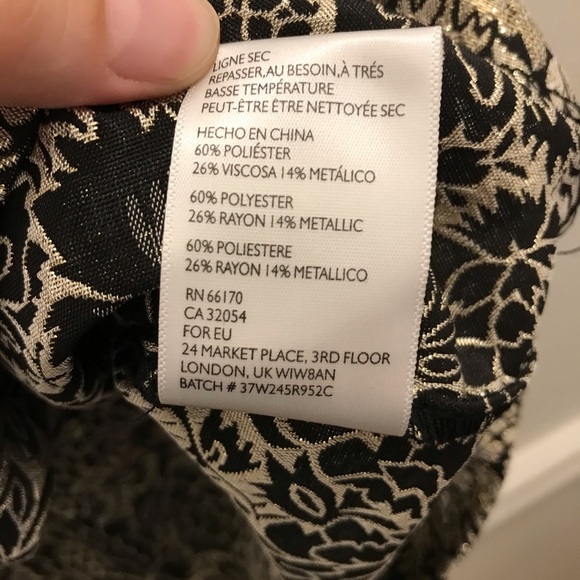 LIGNE SEC
REPASSER,AU BESOIN,À TRÉS
BASSE TEMPÉRATURE
PEUT-ÊTRE ÊTRE NETTOYÉE SEC
HECHO EN CHINA
60% POLIÉSTER
26% VISCOSA 14% METÁLICO
60% POLYESTER
26% RAYON 14% METALLIC
60% POLIESTERE
26% RAYON 14% METALLICO
RN 66170
CA 32054
FOR EU
24 MARKET PLACE, 3RD FLOOR
LONDON, UK WIW8AN
BATCH # 37W245R952C